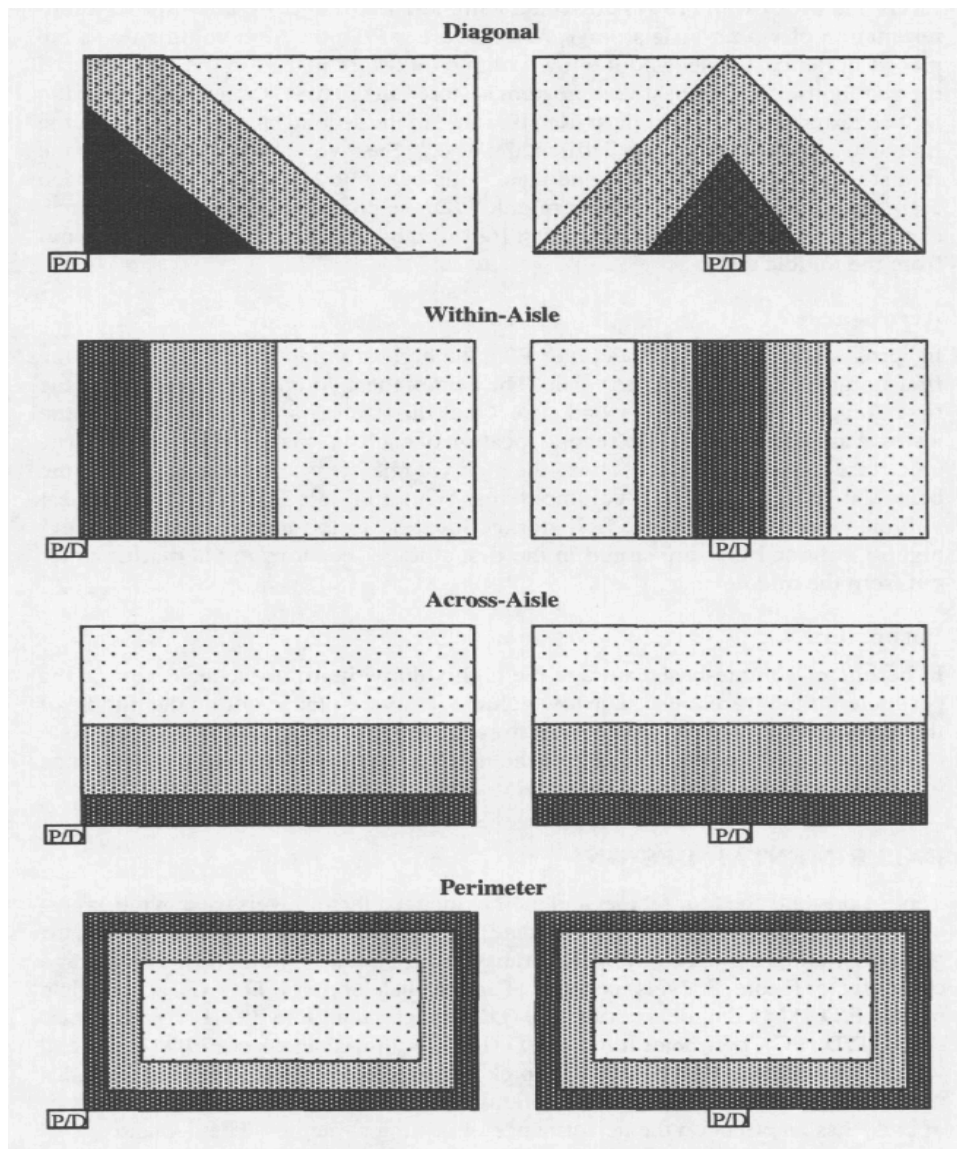 Diagonal
P/D P/D
Within-Aisle
P/D P/D
Across-Aisle
P/D P/D
Perimeter
P/D P/D